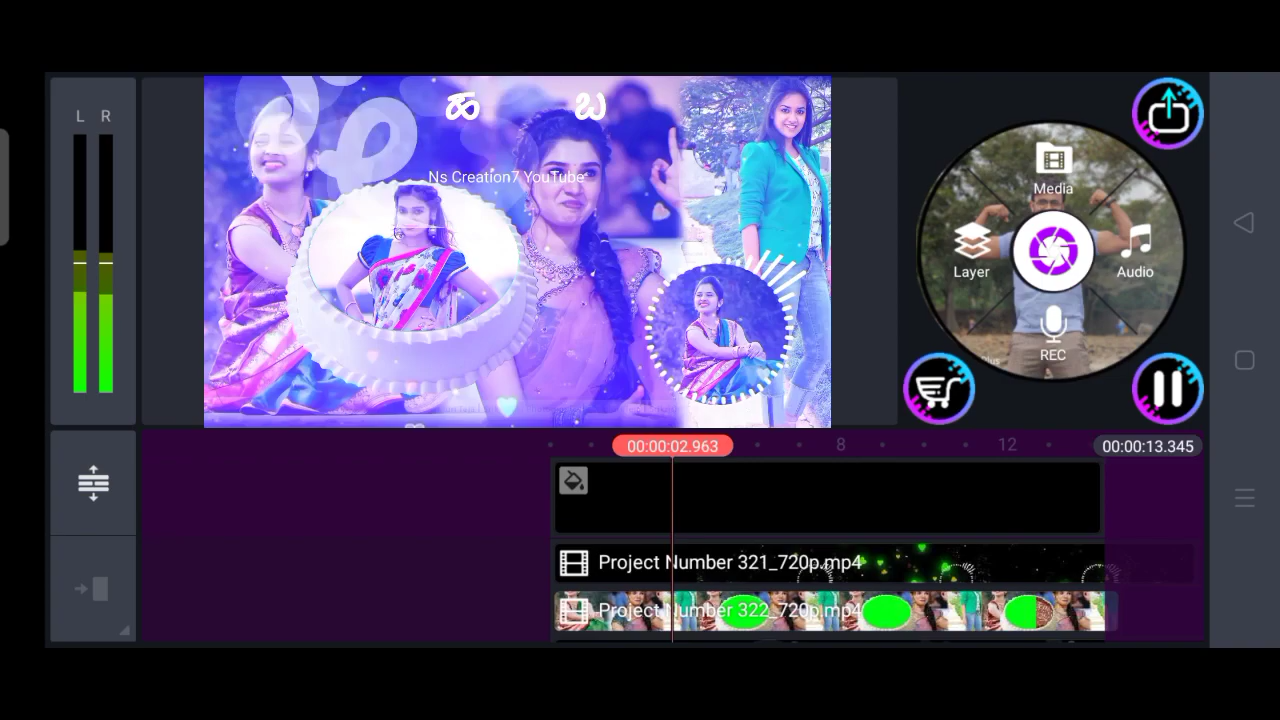 L R
ಹ ಬ
Ns Creation7 YouTube
Media
Layer
Audio
REC
00:00:02.963
8
12
00:00:13.345
Project Number 321_720p.mp4
Project Number 322_720p.mp4